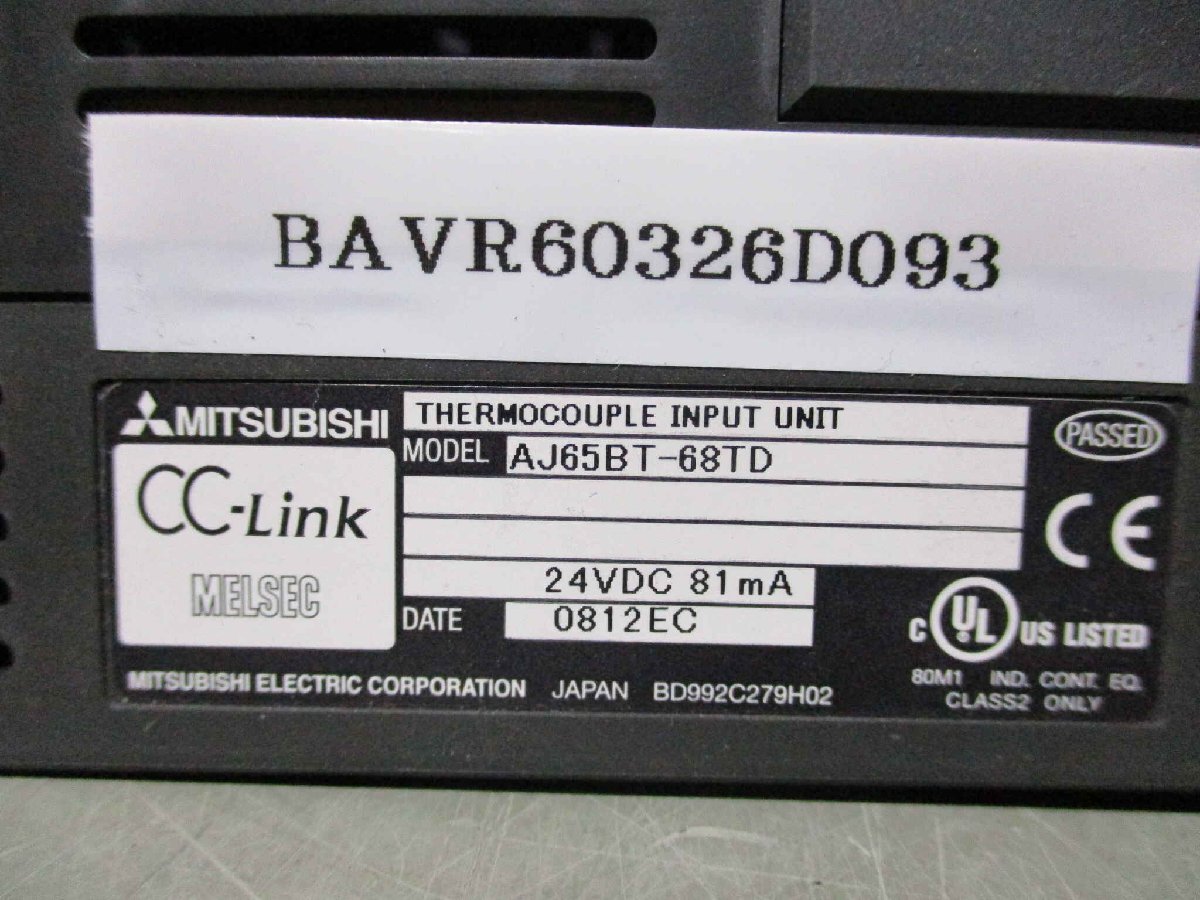 BAVR60326D093
MITSUBISHI
THERMOCOUPLE INPUT UNIT
MODEL AJ65BT-68TD
PASSED
CC-Link
MELSEC
CE
24VDC 81mA
DATE 0812EC
C UL US LISTED
80M1 IND. CONT. EQ.
CLASS2 ONLY
MITSUBISHI ELECTRIC CORPORATION JAPAN BD992C279H02